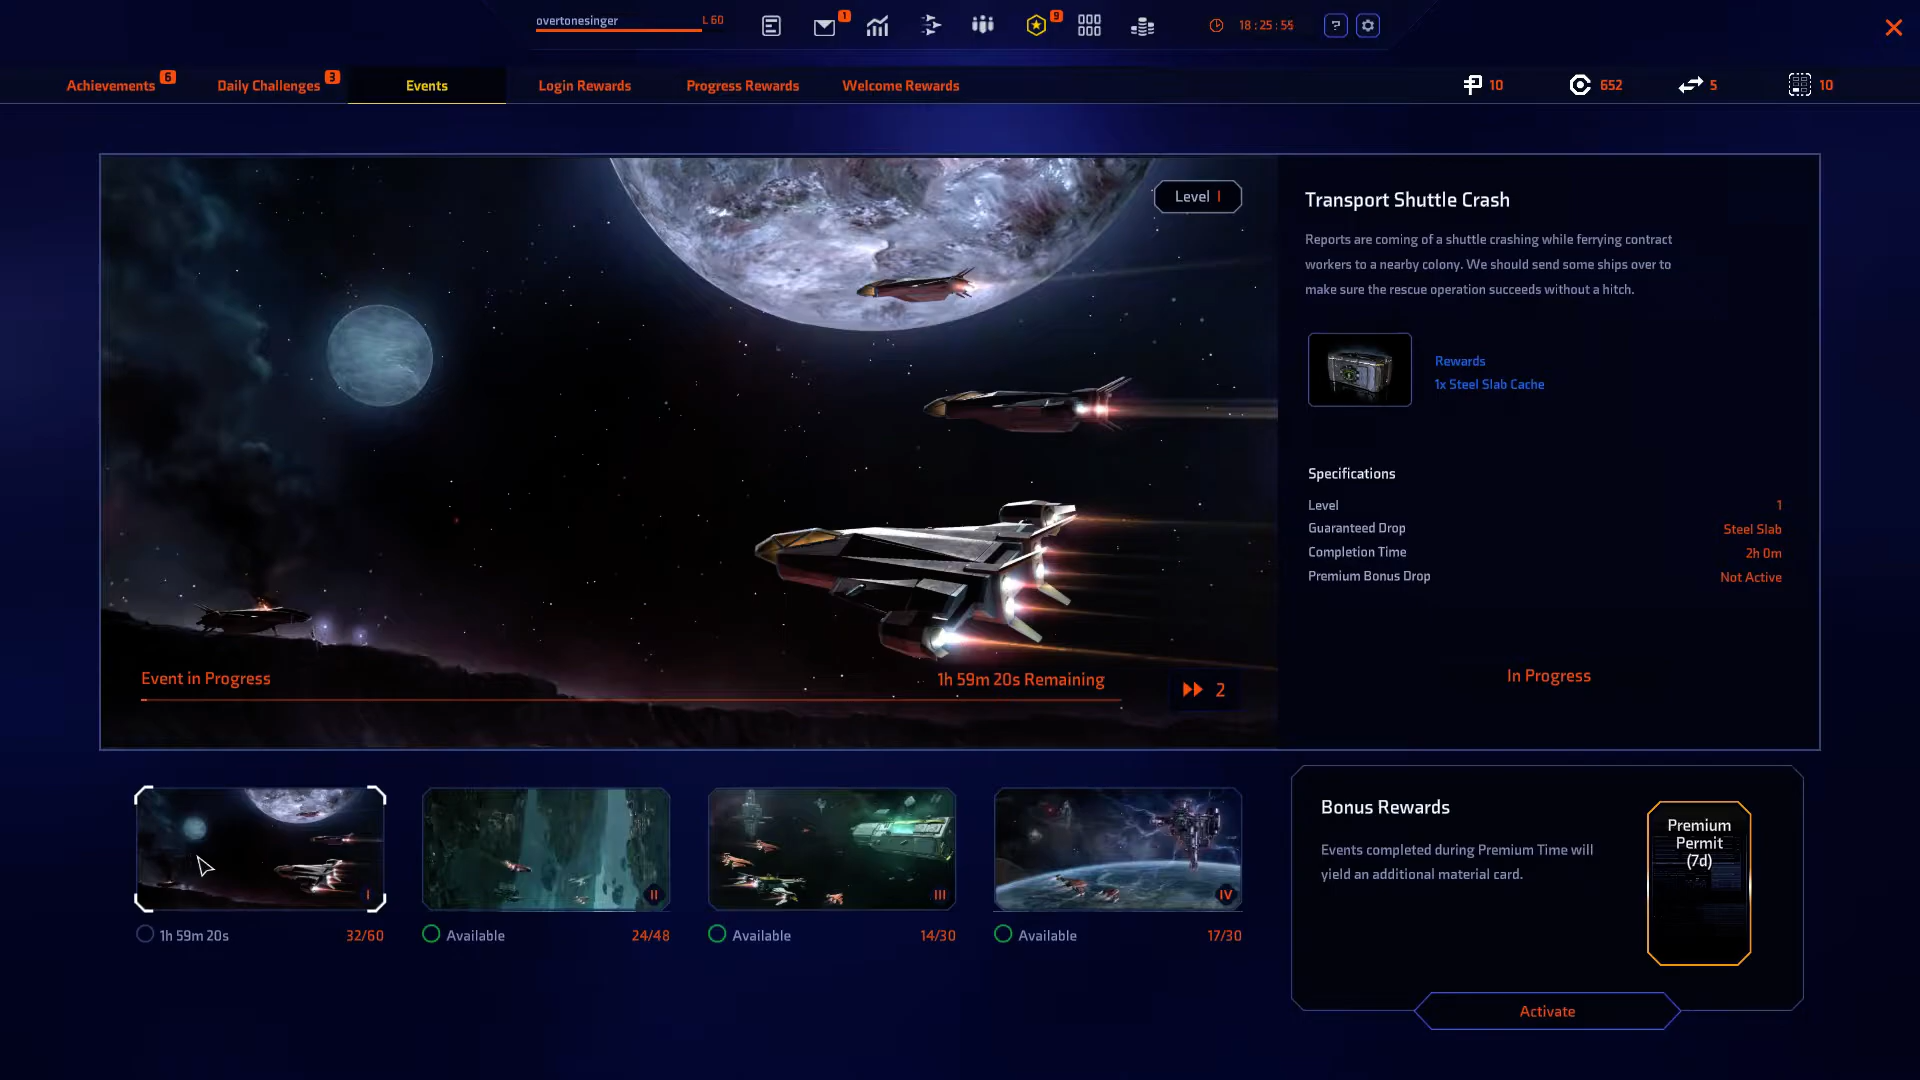 overtonesinger L 60
1
9
18 : 25 : 55
?
Achievements 6
Daily Challenges 3
Events
Login Rewards
Progress Rewards
Welcome Rewards
10
652
5
10
Level I
Transport Shuttle Crash
Reports are coming of a shuttle crashing while ferrying contract
workers to a nearby colony. We should send some ships over to
make sure the rescue operation succeeds without a hitch.
Rewards
1x Steel Slab Cache
Specifications
Level 1
Guaranteed Drop Steel Slab
Completion Time 2h 0m
Premium Bonus Drop Not Active
Event in Progress
1h 59m 20s Remaining
2
In Progress
I
II
III
IV
1h 59m 20s 32/60
Available 24/48
Available 14/30
Available 17/30
Bonus Rewards
Events completed during Premium Time will
yield an additional material card.
Premium
Permit
(7d)
Activate